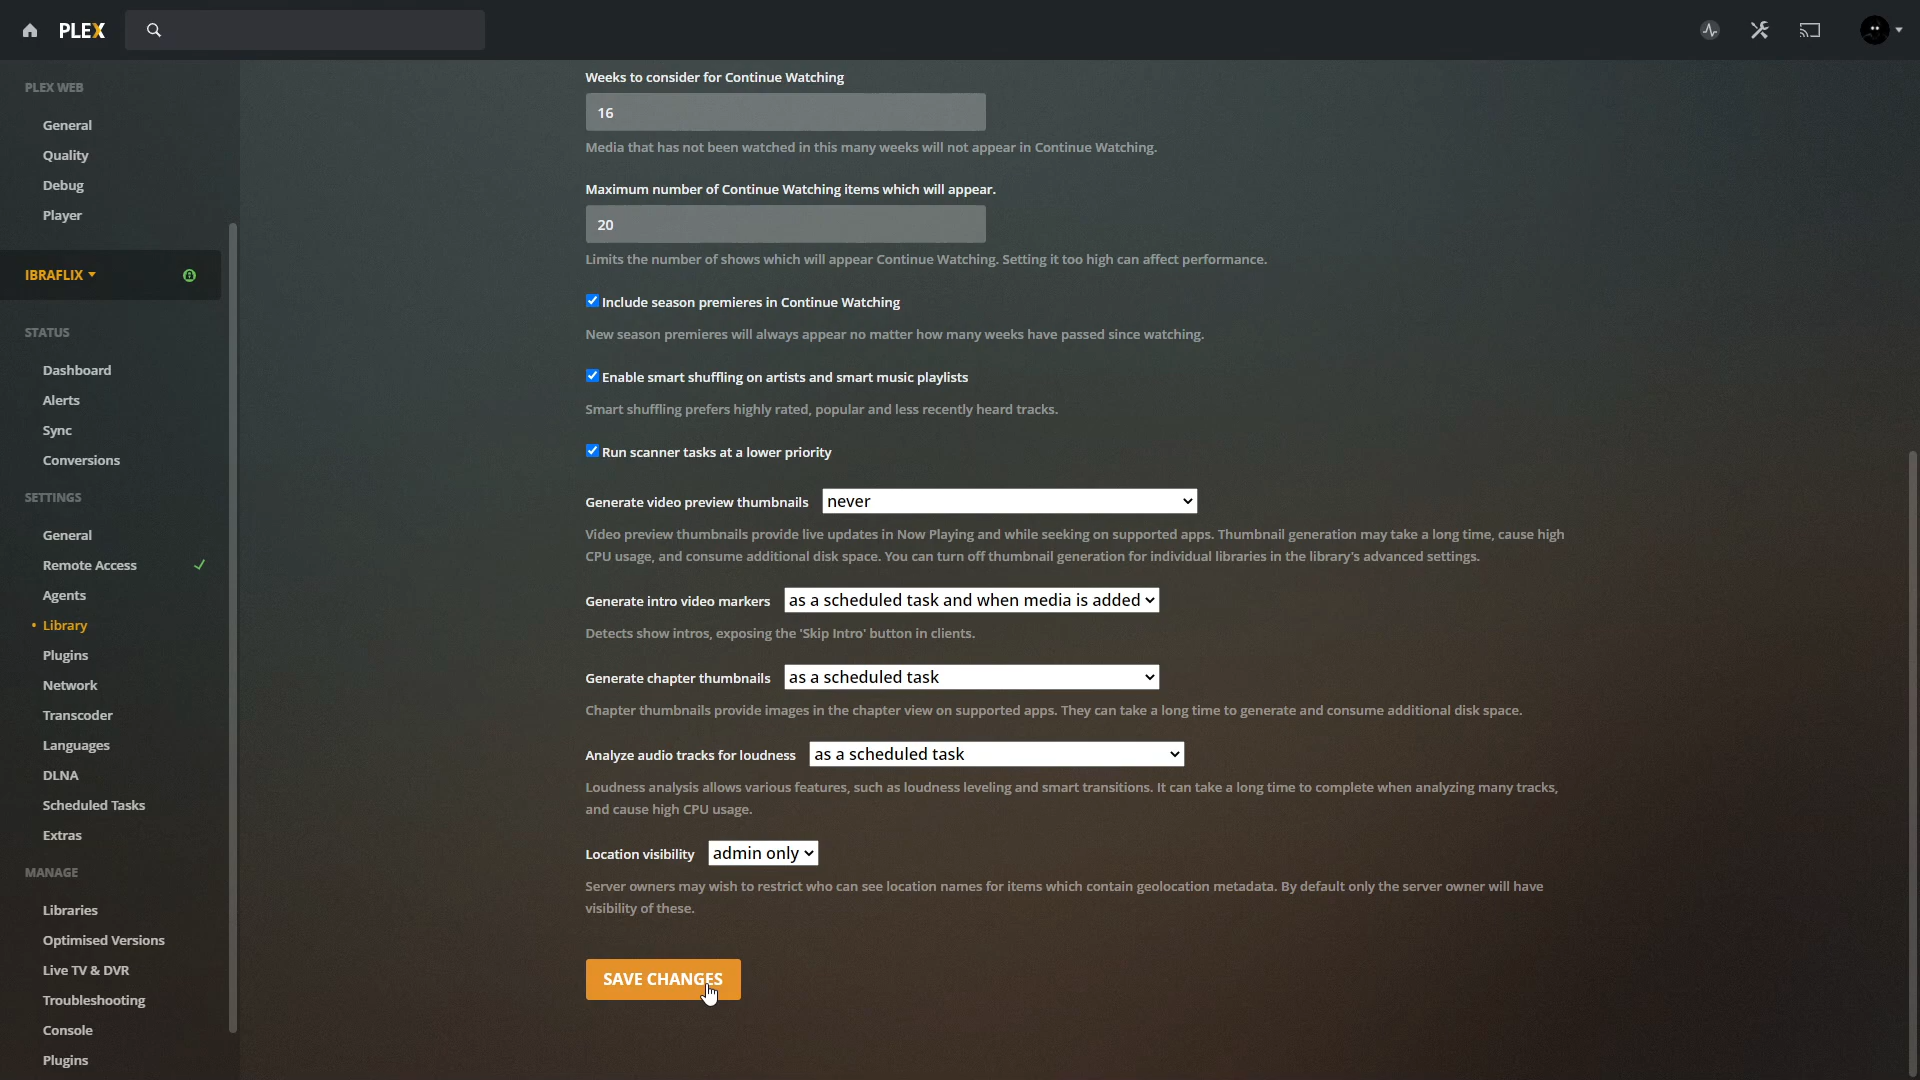 PLEX
PLEX WEB
General
Quality
Debug
Player
IBRAFLIX
STATUS
Dashboard
Alerts
Sync
Conversions
SETTINGS
General
Remote Access
Agents
Library
Plugins
Network
Transcoder
Languages
DLNA
Scheduled Tasks
Extras
MANAGE
Libraries
Optimised Versions
Live TV & DVR
Troubleshooting
Console
Plugins
Weeks to consider for Continue Watching
16
Media that has not been watched in this many weeks will not appear in Continue Watching.
Maximum number of Continue Watching items which will appear.
20
Limits the number of shows which will appear Continue Watching. Setting it too high can affect performance.
Include season premieres in Continue Watching
New season premieres will always appear no matter how many weeks have passed since watching.
Enable smart shuffling on artists and smart music playlists
Smart shuffling prefers highly rated, popular and less recently heard tracks.
Run scanner tasks at a lower priority
Generate video preview thumbnails never
Video preview thumbnails provide live updates in Now Playing and while seeking on supported apps. Thumbnail generation may take a long time, cause high
CPU usage, and consume additional disk space. You can turn off thumbnail generation for individual libraries in the library's advanced settings.
Generate intro video markers as a scheduled task and when media is added
Detects show intros, exposing the 'Skip Intro' button in clients.
Generate chapter thumbnails as a scheduled task
Chapter thumbnails provide images in the chapter view on supported apps. They can take a long time to generate and consume additional disk space.
Analyze audio tracks for loudness as a scheduled task
Loudness analysis allows various features, such as loudness leveling and smart transitions. It can take a long time to complete when analyzing many tracks,
and cause high CPU usage.
Location visibility admin only
Server owners may wish to restrict who can see location names for items which contain geolocation metadata. By default only the server owner will have
visibility of these.
SAVE CHANGES